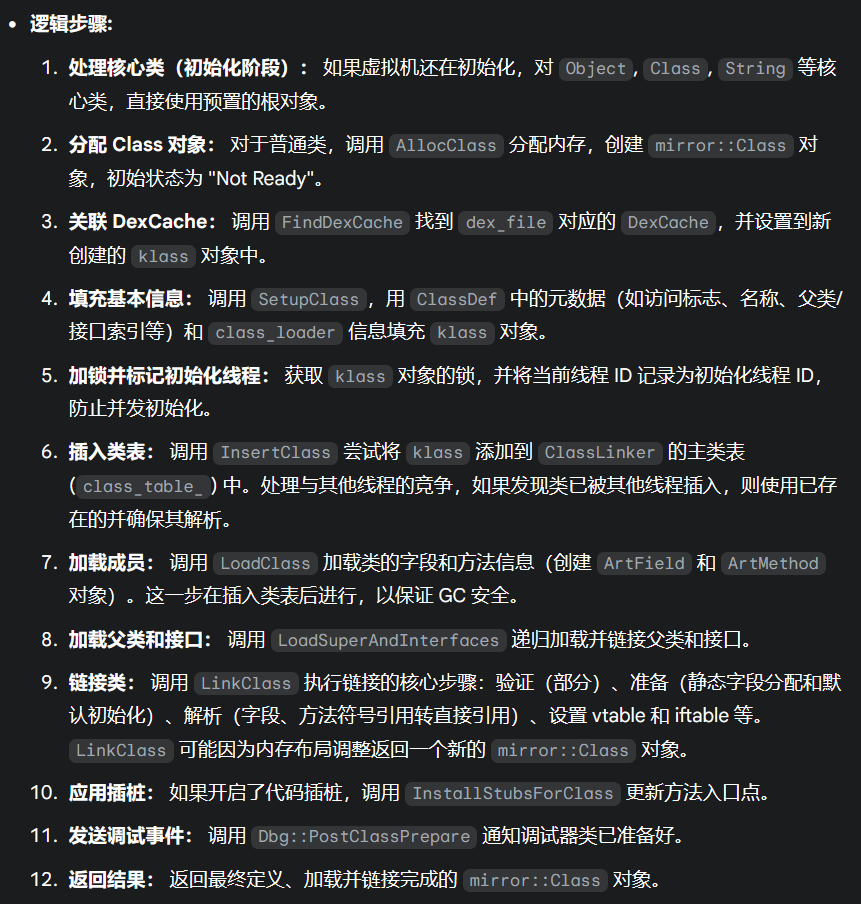 • 逻辑步骤:
1. 处理核心类（初始化阶段）： 如果虚拟机还在初始化，对 Object, Class, String 等核
心类，直接使用预置的根对象。
2. 分配 Class 对象： 对于普通类，调用 AllocClass 分配内存，创建 mirror::Class 对
象，初始状态为 "Not Ready"。
3. 关联 DexCache： 调用 FindDexCache 找到 dex_file 对应的 DexCache，并设置到新
创建的 klass 对象中。
4. 填充基本信息： 调用 SetupClass，用 ClassDef 中的元数据（如访问标志、名称、父类/
接口索引等）和 class_loader 信息填充 klass 对象。
5. 加锁并标记初始化线程： 获取 klass 对象的锁，并将当前线程 ID 记录为初始化线程 ID，
防止并发初始化。
6. 插入类表： 调用 InsertClass 尝试将 klass 添加到 ClassLinker 的主类表
(class_table_) 中。处理与其他线程的竞争，如果发现类已被其他线程插入，则使用已存
在的并确保其解析。
7. 加载成员： 调用 LoadClass 加载类的字段和方法信息（创建 ArtField 和 ArtMethod
对象）。这一步在插入类表后进行，以保证 GC 安全。
8. 加载父类和接口： 调用 LoadSuperAndInterfaces 递归加载并链接父类和接口。
9. 链接类： 调用 LinkClass 执行链接的核心步骤：验证（部分）、准备（静态字段分配和默
认初始化）、解析（字段、方法符号引用转直接引用）、设置 vtable 和 iftable 等。
LinkClass 可能因为内存布局调整返回一个新的 mirror::Class 对象。
10. 应用插桩： 如果开启了代码插桩，调用 InstallStubsForClass 更新方法入口点。
11. 发送调试事件： 调用 Dbg::PostClassPrepare 通知调试器类已准备好。
12. 返回结果： 返回最终定义、加载并链接完成的 mirror::Class 对象。